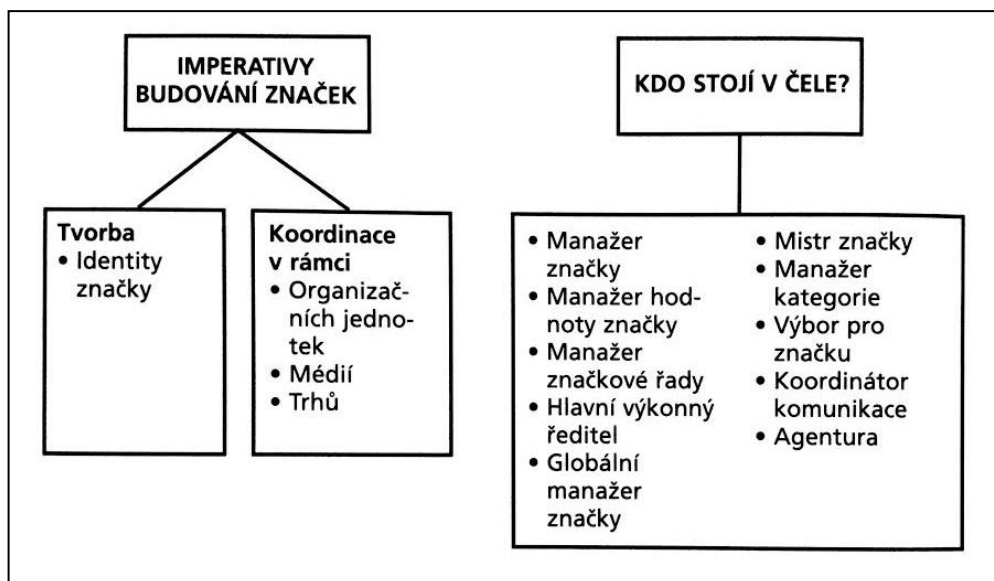 IMPERATIVY
BUDOVÁNÍ ZNAČEK
Tvorba
• Identity
značky
Koordinace
v rámci
• Organizač-
ních jedno-
tek
• Médií
• Trhů
KDO STOJÍ V ČELE?
• Manažer
značky
• Manažer hod-
noty značky
• Manažer
značkové řady
• Hlavní výkonný
ředitel
• Globální
manažer
značky
• Mistr značky
• Manažer
kategorie
• Výbor pro
značku
• Koordinátor
komunikace
• Agentura